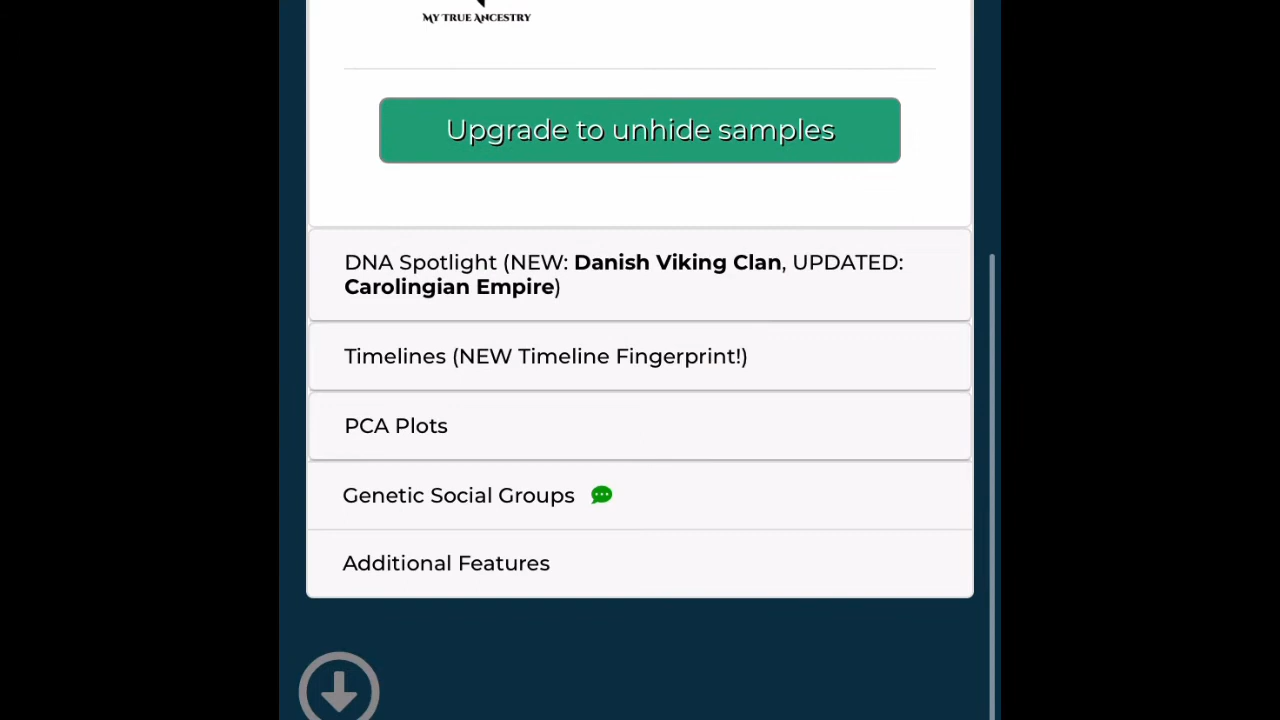 MY TRUE ANCESTRY
Upgrade to unhide samples
DNA Spotlight (NEW: Danish Viking Clan, UPDATED:
Carolingian Empire)
Timelines (NEW Timeline Fingerprint!)
PCA Plots
Genetic Social Groups
Additional Features